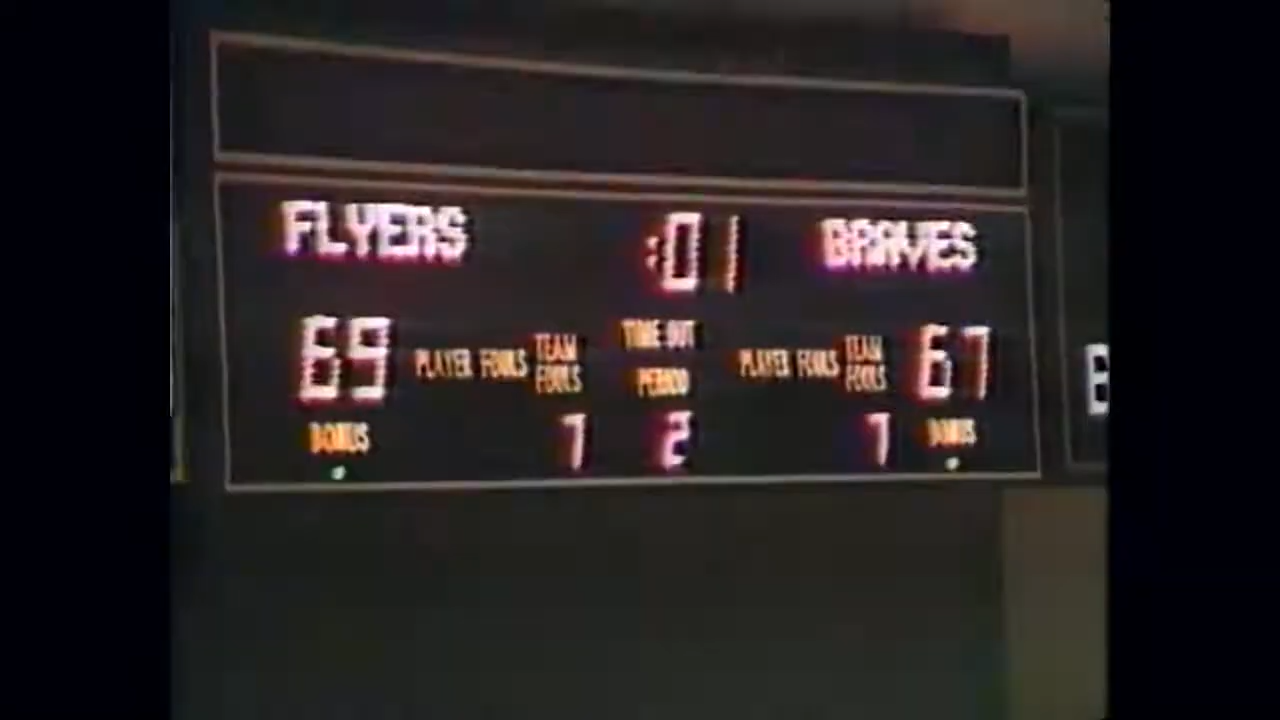 FLYERS :01 BRAVES
69 PLAYER FOULS TEAM FOULS TIME OUT PLAYER FOULS TEAM FOULS 67
PERIOD
BONUS 7 2 7 BONUS